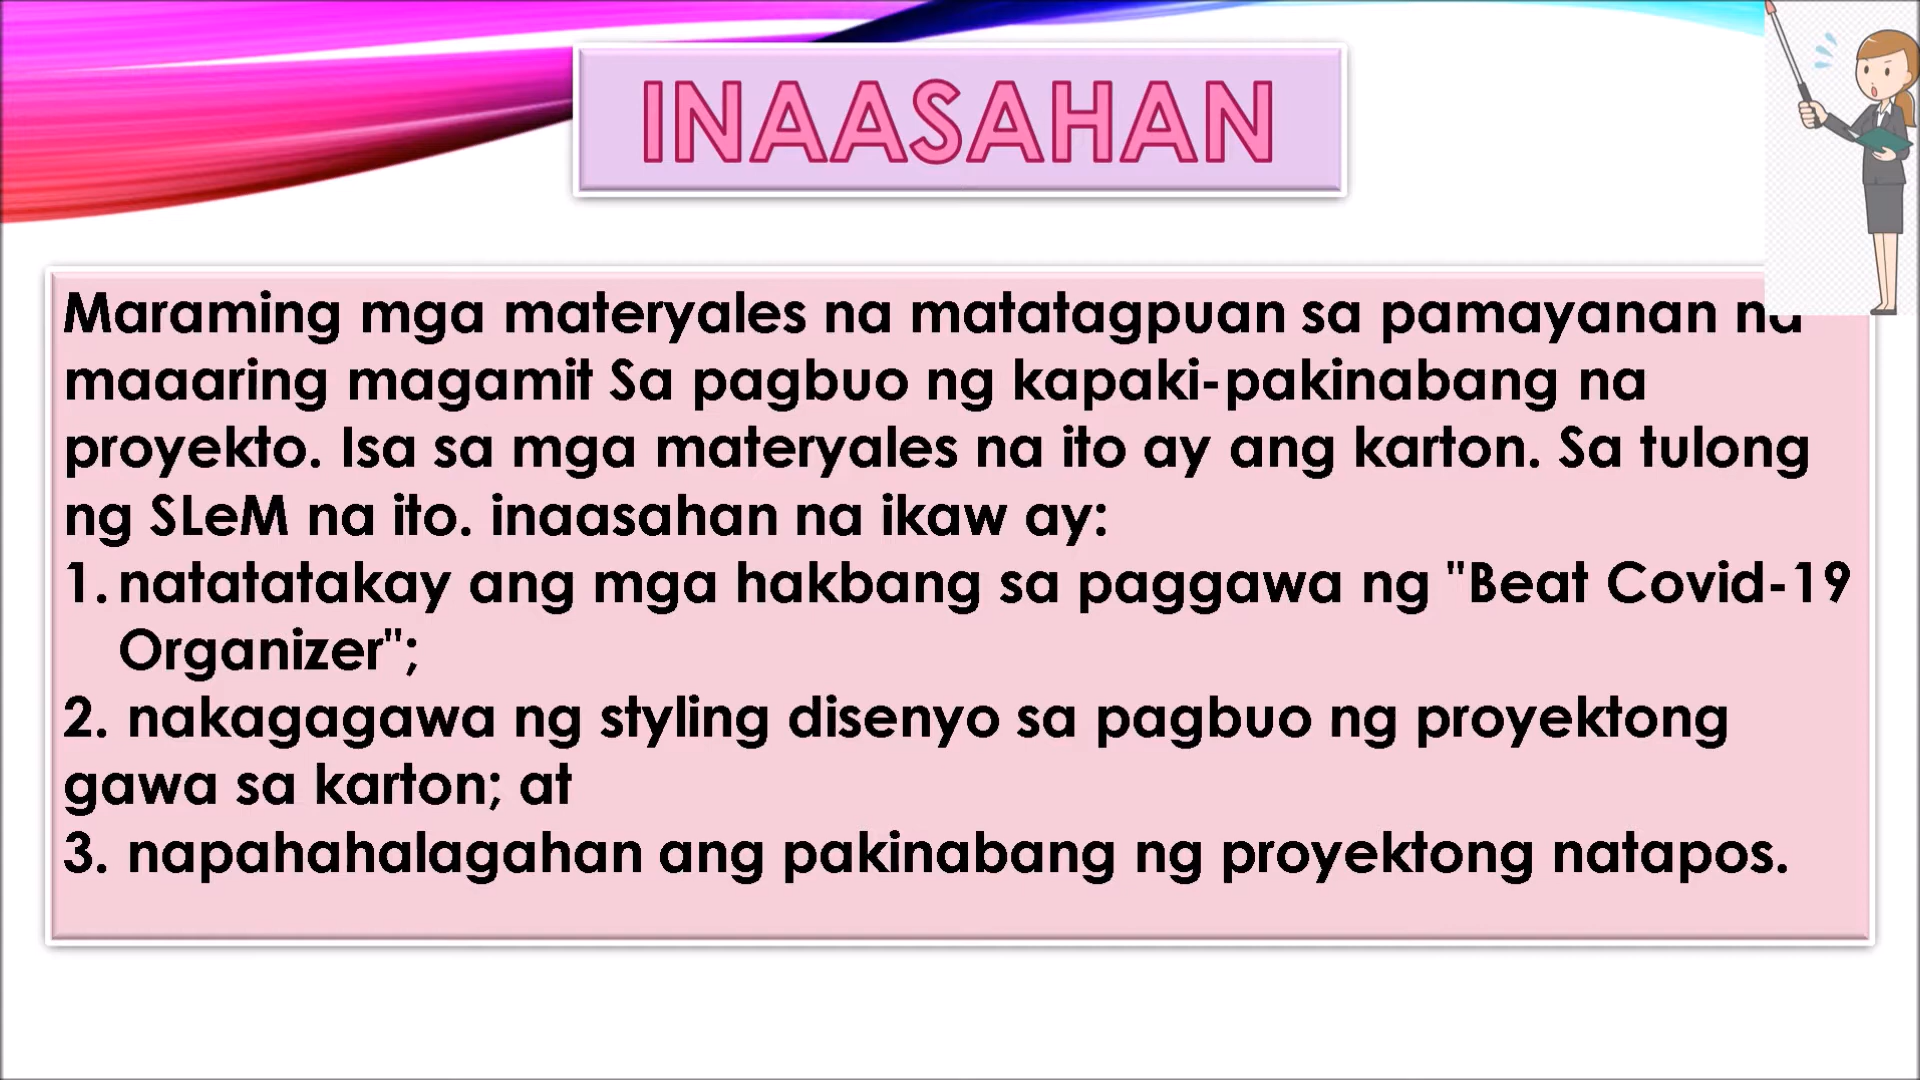 INAASAHAN
Maraming mga materyales na matatagpuan sa pamayanan na
maaaring magamit Sa pagbuo ng kapaki-pakinabang na
proyekto. Isa sa mga materyales na ito ay ang karton. Sa tulong
ng SLeM na ito. inaasahan na ikaw ay:
1. natatatakay ang mga hakbang sa paggawa ng "Beat Covid-19
Organizer";
2. nakagagawa ng styling disenyo sa pagbuo ng proyektong
gawa sa karton; at
3. napahahalagahan ang pakinabang ng proyektong natapos.